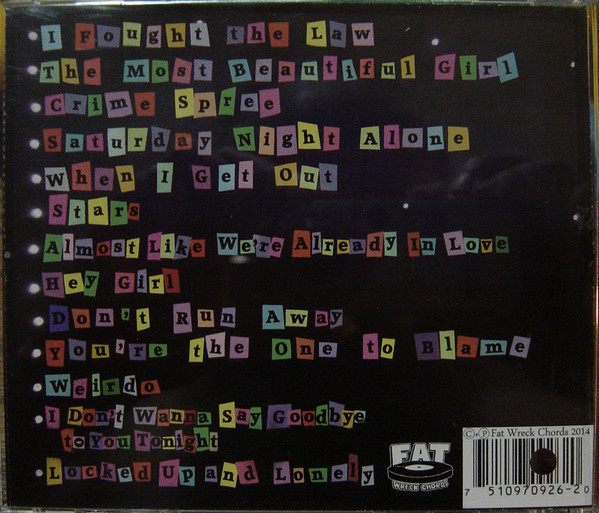 I Fought the Law
The Most Beautiful Girl
Crime Spree
Saturday Night Alone
When I Get Out
Stars
Almost Like We're Already In Love
Hey Girl
Don't Run Away
You're the One to Blame
Weirdo
I Don't Wanna Say Goodbye
to You Tonight
Locked Up and Lonely
FAT
WRECK CHORDS
©+℗ Fat Wreck Chords 2014
7 51097 0926-2 0